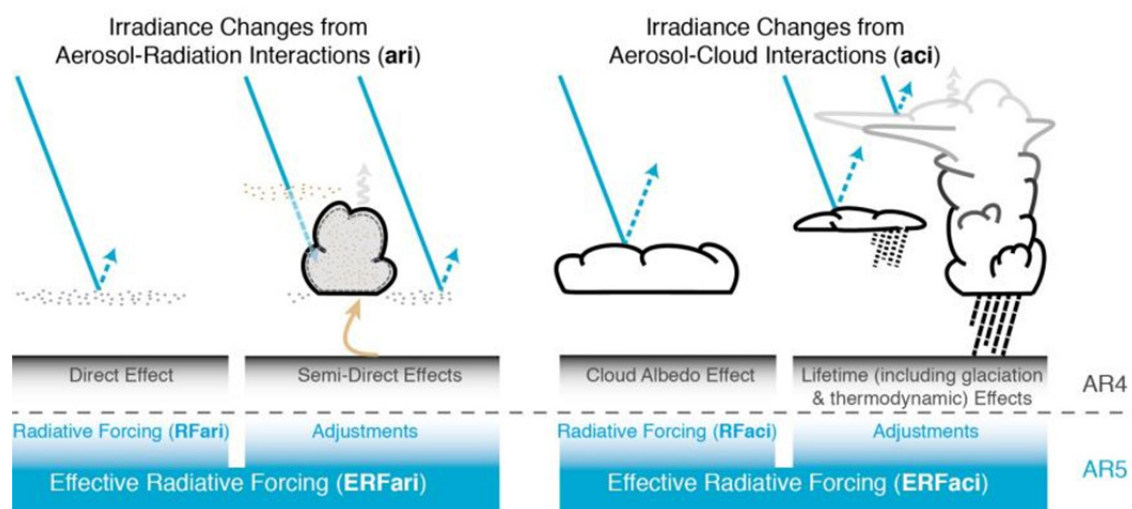 Irradiance Changes from
Aerosol-Radiation Interactions (ari)
Irradiance Changes from
Aerosol-Cloud Interactions (aci)
Direct Effect
Semi-Direct Effects
Cloud Albedo Effect
Lifetime (including glaciation
& thermodynamic) Effects
AR4
Radiative Forcing (RFari)
Adjustments
Radiative Forcing (RFaci)
Adjustments
AR5
Effective Radiative Forcing (ERFari)
Effective Radiative Forcing (ERFaci)